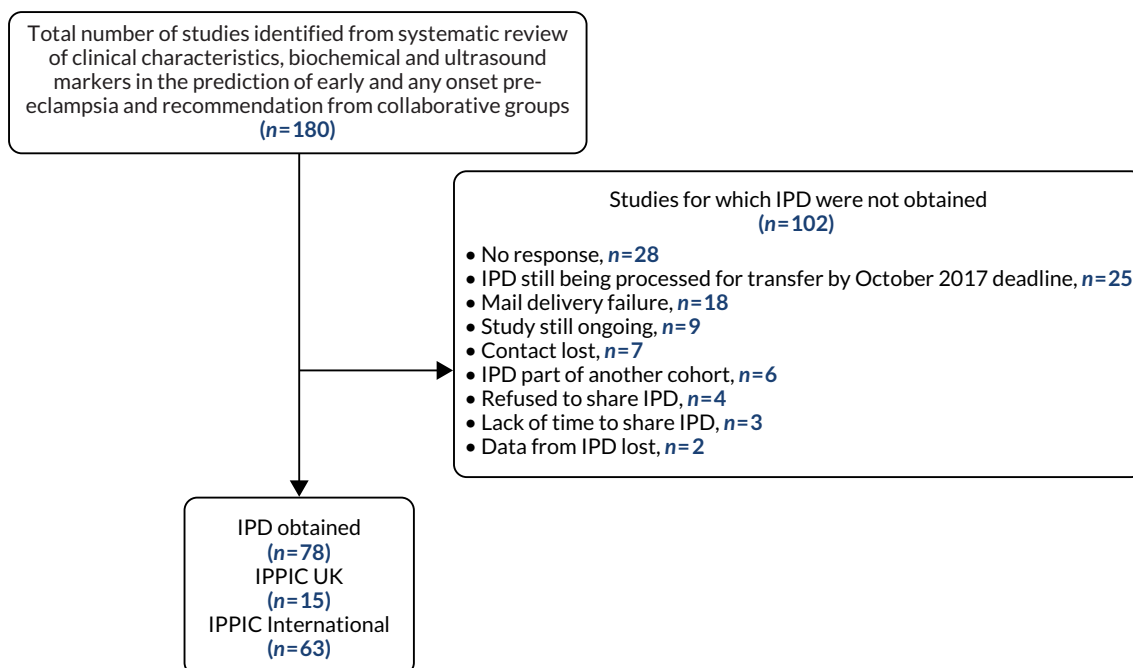 Total number of studies identified from systematic review
of clinical characteristics, biochemical and ultrasound
markers in the prediction of early and any onset pre-
eclampsia and recommendation from collaborative groups
(n=180)
Studies for which IPD were not obtained
(n=102)
• No response, n=28
• IPD still being processed for transfer by October 2017 deadline, n=25
• Mail delivery failure, n=18
• Study still ongoing, n=9
• Contact lost, n=7
• IPD part of another cohort, n=6
• Refused to share IPD, n=4
• Lack of time to share IPD, n=3
• Data from IPD lost, n=2
IPD obtained
(n=78)
IPPIC UK
(n=15)
IPPIC International
(n=63)